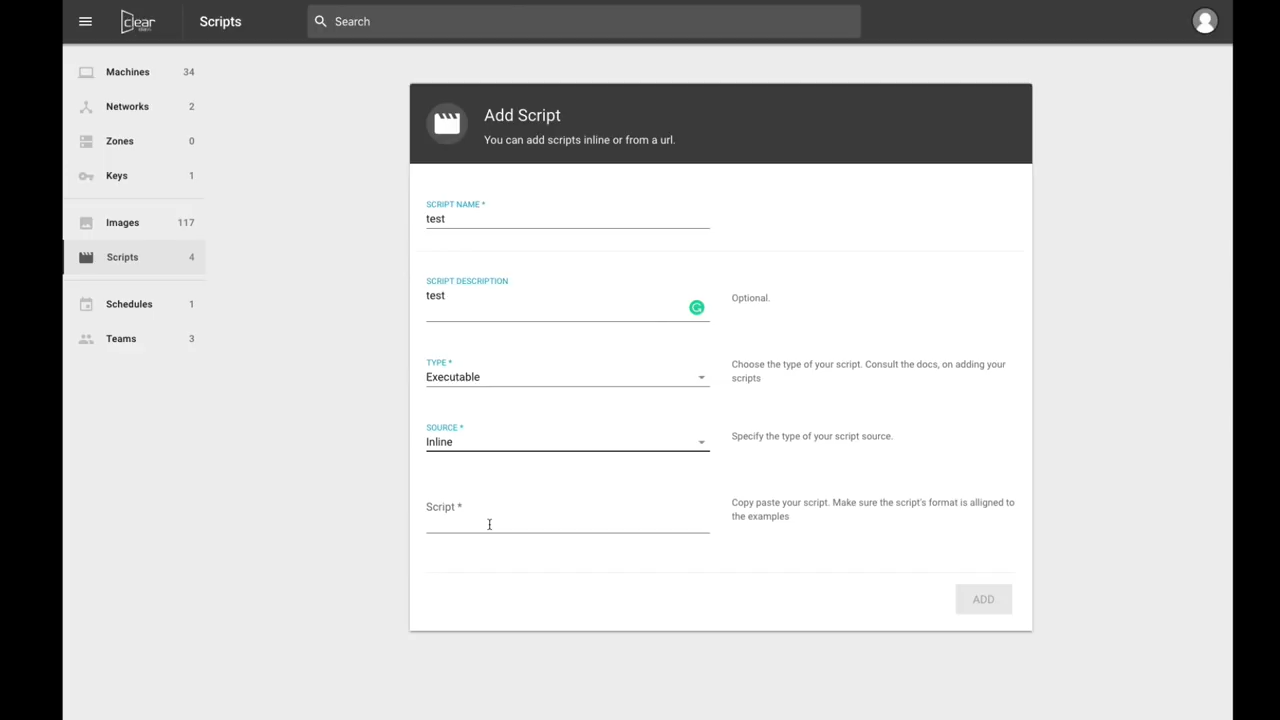 clear
Scripts
Search
Machines 34
Networks 2
Zones 0
Keys 1
Images 117
Scripts 4
Schedules 1
Teams 3
Add Script
You can add scripts inline or from a url.
SCRIPT NAME *
test
SCRIPT DESCRIPTION
test
Optional.
TYPE *
Executable
Choose the type of your script. Consult the docs, on adding your
scripts
SOURCE *
Inline
Specify the type of your script source.
Script *
Copy paste your script. Make sure the script's format is alligned to
the examples
ADD